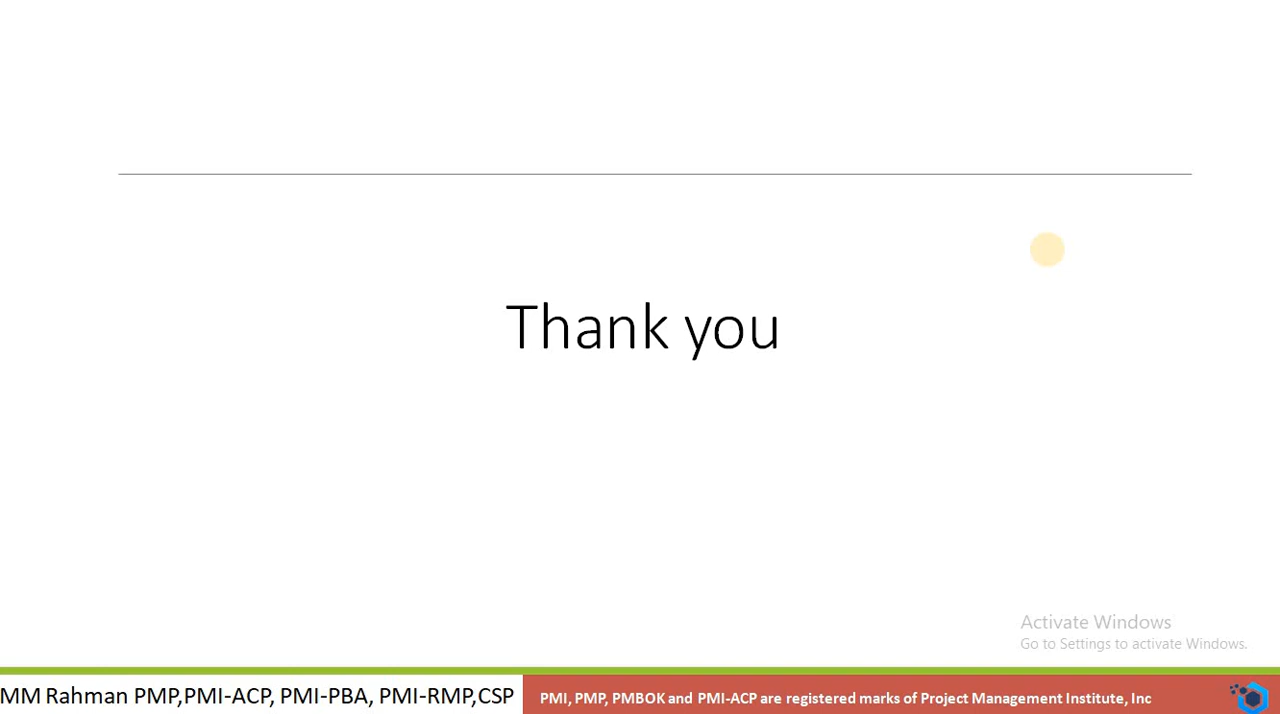 Thank you
Activate Windows
Go to Settings to activate Windows.
MM Rahman PMP,PMI-ACP, PMI-PBA, PMI-RMP,CSP
PMI, PMP, PMBOK and PMI-ACP are registered marks of Project Management Institute, Inc